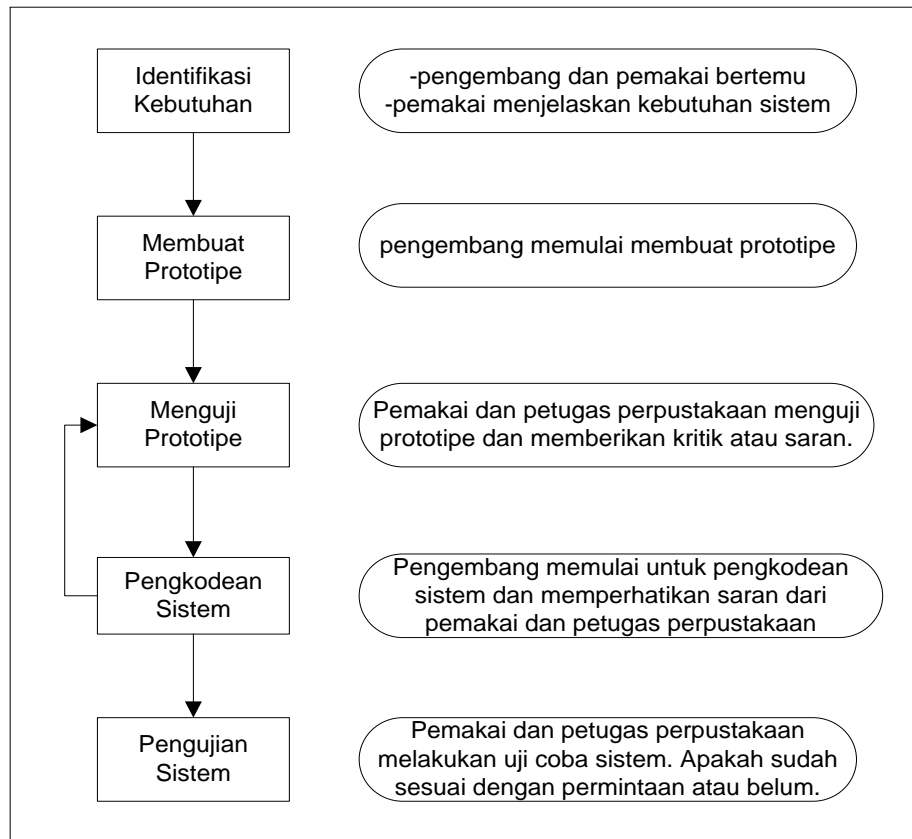 Identifikasi
Kebutuhan
-pengembang dan pemakai bertemu
-pemakai menjelaskan kebutuhan sistem
Membuat
Prototipe
pengembang memulai membuat prototipe
Menguji
Prototipe
Pemakai dan petugas perpustakaan menguji
prototipe dan memberikan kritik atau saran.
Pengkodean
Sistem
Pengembang memulai untuk pengkodean
sistem dan memperhatikan saran dari
pemakai dan petugas perpustakaan
Pengujian
Sistem
Pemakai dan petugas perpustakaan
melakukan uji coba sistem. Apakah sudah
sesuai dengan permintaan atau belum.